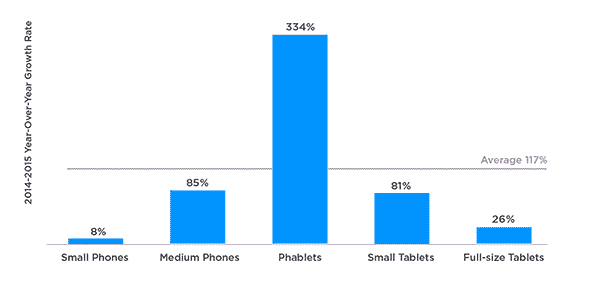 2014-2015 Year-Over-Year Growth Rate
334%
Average 117%
85%
81%
26%
8%
Small Phones
Medium Phones
Phablets
Small Tablets
Full-size Tablets